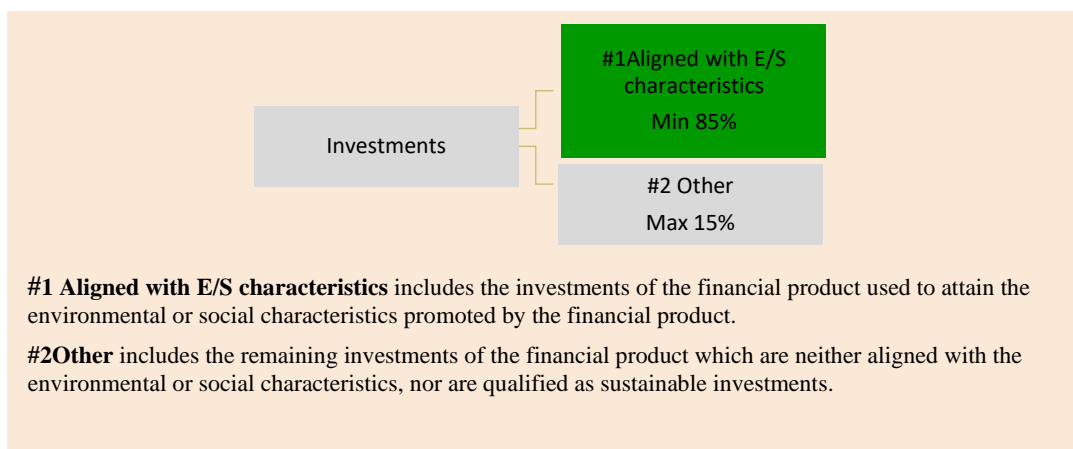 #1Aligned with E/S
characteristics
Min 85%
Investments
#2 Other
Max 15%
#1 Aligned with E/S characteristics includes the investments of the financial product used to attain the
environmental or social characteristics promoted by the financial product.
#2Other includes the remaining investments of the financial product which are neither aligned with the
environmental or social characteristics, nor are qualified as sustainable investments.